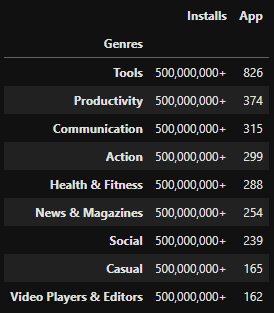 Installs App
Genres
Tools 500,000,000+ 826
Productivity 500,000,000+ 374
Communication 500,000,000+ 315
Action 500,000,000+ 299
Health & Fitness 500,000,000+ 288
News & Magazines 500,000,000+ 254
Social 500,000,000+ 239
Casual 500,000,000+ 165
Video Players & Editors 500,000,000+ 162